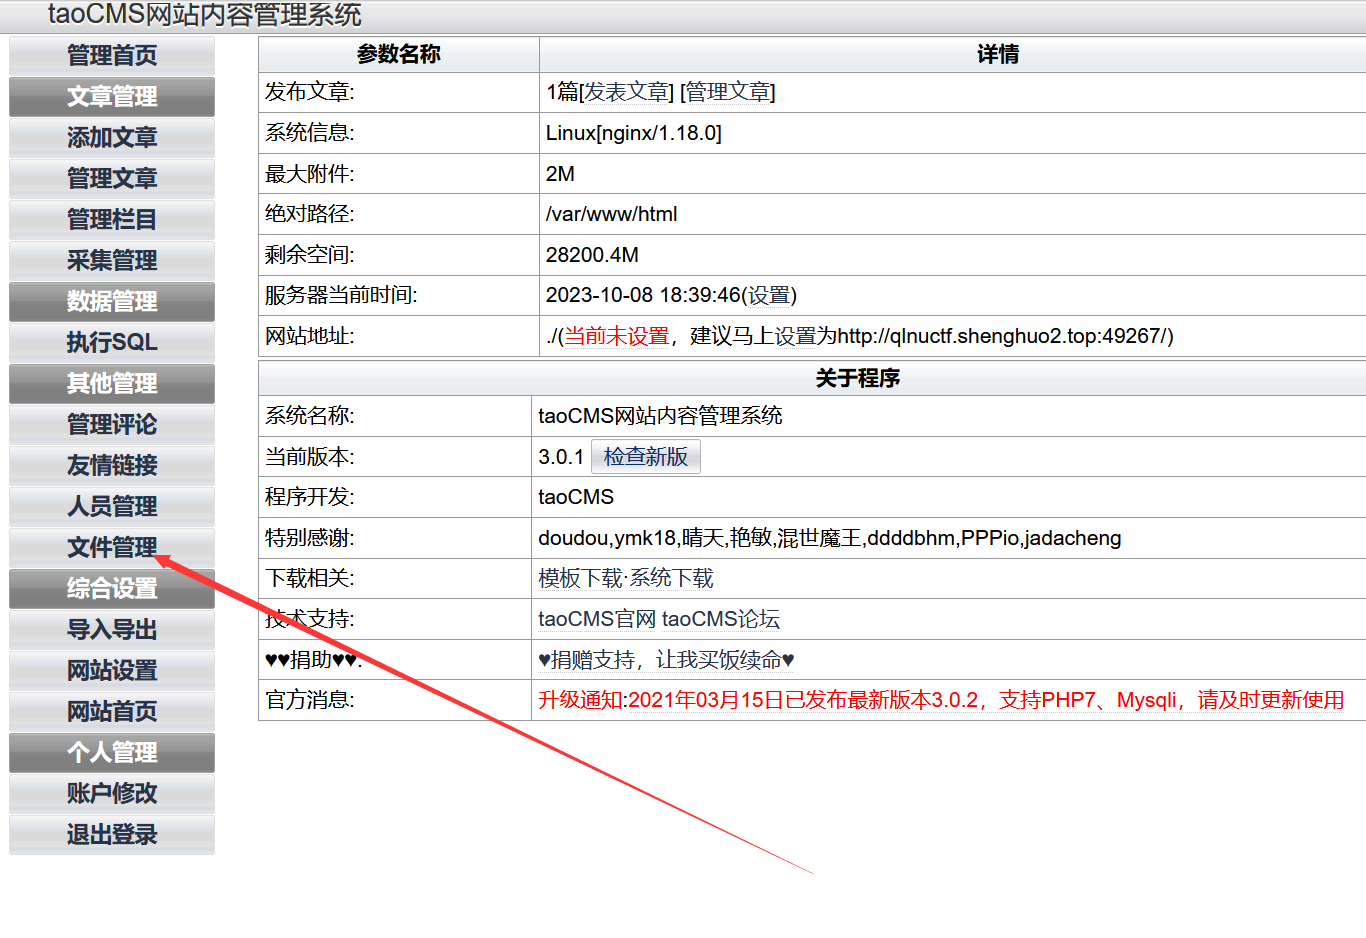 taoCMS网站内容管理系统
管理首页
文章管理
添加文章
管理文章
管理栏目
采集管理
数据管理
执行SQL
其他管理
管理评论
友情链接
人员管理
文件管理
综合设置
导入导出
网站设置
网站首页
个人管理
账户修改
退出登录
参数名称 详情
发布文章: 1篇[发表文章] [管理文章]
系统信息: Linux[nginx/1.18.0]
最大附件: 2M
绝对路径: /var/www/html
剩余空间: 28200.4M
服务器当前时间: 2023-10-08 18:39:46(设置)
网站地址: ./(当前未设置，建议马上设置为http://qlnuctf.shenghuo2.top:49267/)
关于程序
系统名称: taoCMS网站内容管理系统
当前版本: 3.0.1 检查新版
程序开发: taoCMS
特别感谢: doudou,ymk18,晴天,艳敏,混世魔王,ddddbhm,PPPio,jadacheng
下载相关: 模板下载·系统下载
技术支持: taoCMS官网 taoCMS论坛
♥♥捐助♥♥: ♥捐赠支持，让我买饭续命♥
官方消息: 升级通知:2021年03月15日已发布最新版本3.0.2，支持PHP7、Mysqli，请及时更新使用